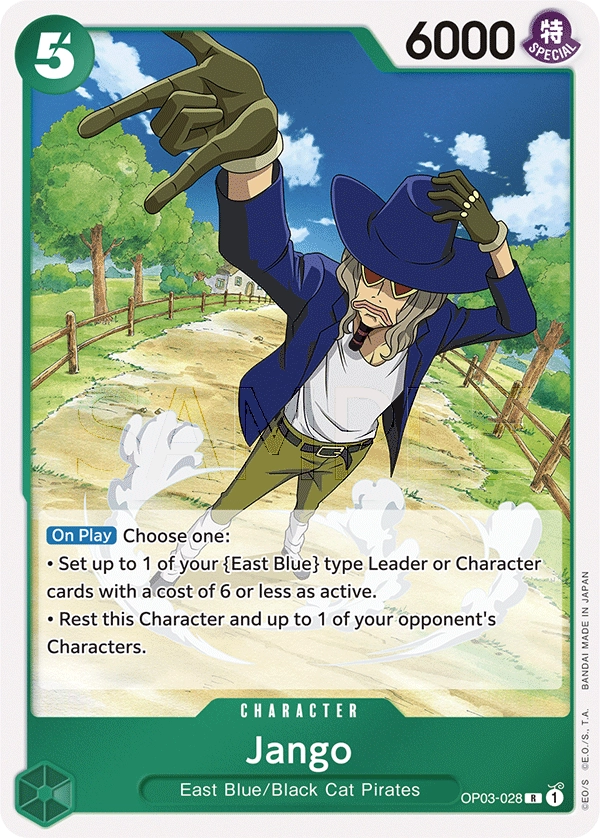 5
6000
特
SPECIAL
SAMPLE
On Play Choose one:
• Set up to 1 of your {East Blue} type Leader or Character
cards with a cost of 6 or less as active.
• Rest this Character and up to 1 of your opponent's
Characters.
BANDAI MADE IN JAPAN
©E.O./S., T.A.
©EO/S
CHARACTER
Jango
East Blue/Black Cat Pirates
OP03-028 R 1